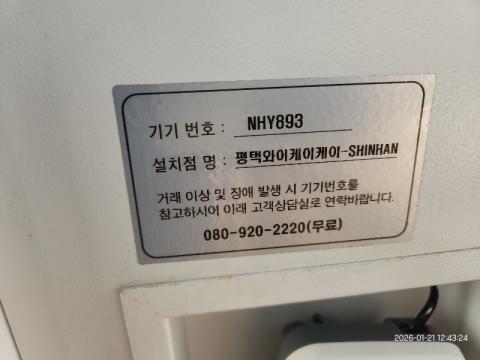 기기 번호 : NHY893
설치점 명 : 평택와이케이케이-SHINHAN
거래 이상 및 장애 발생 시 기기번호를
참고하시어 아래 고객상담실로 연락바랍니다.
080-920-2220(무료)
2026-01-21 12:43:24